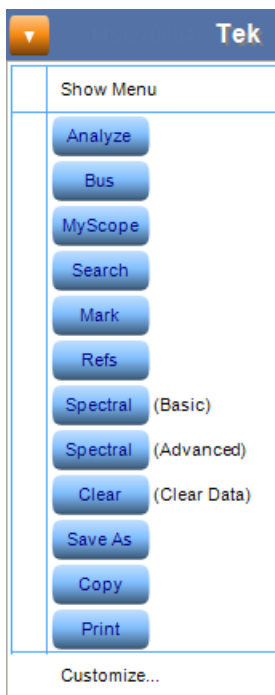 Tek
Show Menu
Analyze
Bus
MyScope
Search
Mark
Refs
Spectral (Basic)
Spectral (Advanced)
Clear (Clear Data)
Save As
Copy
Print
Customize...